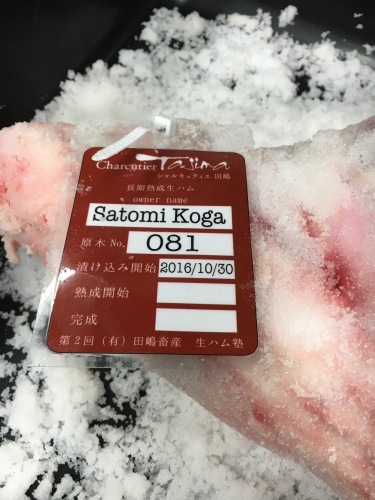 Charcutier Tajima
シャルキュティエ 田嶋
長期熟成生ハム
owner name
Satomi Koga
原木No. 081
漬け込み開始 2016/10/30
熟成開始
完成
第2回 (有) 田嶋畜産 生ハム塾